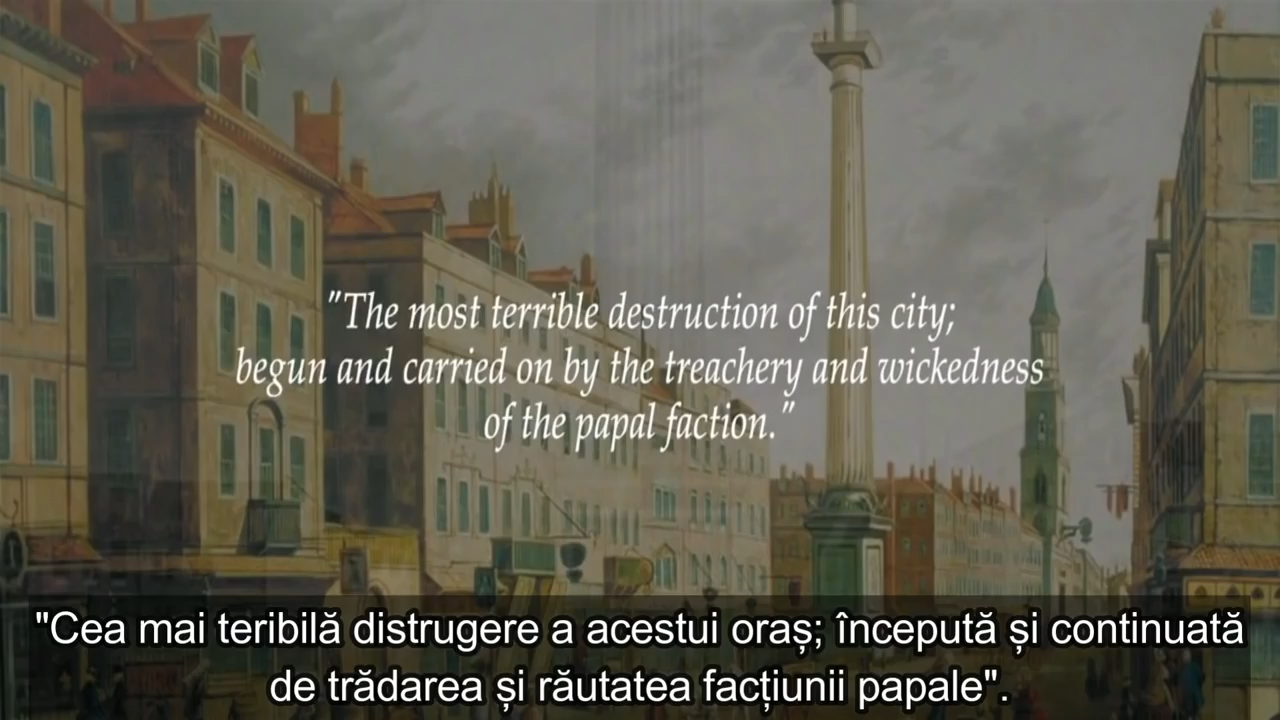 "The most terrible destruction of this city;
begun and carried on by the treachery and wickedness
of the papal faction."
"Cea mai teribilă distrugere a acestui oraș; începută și continuată
de trădarea și răutatea facțiunii papale".